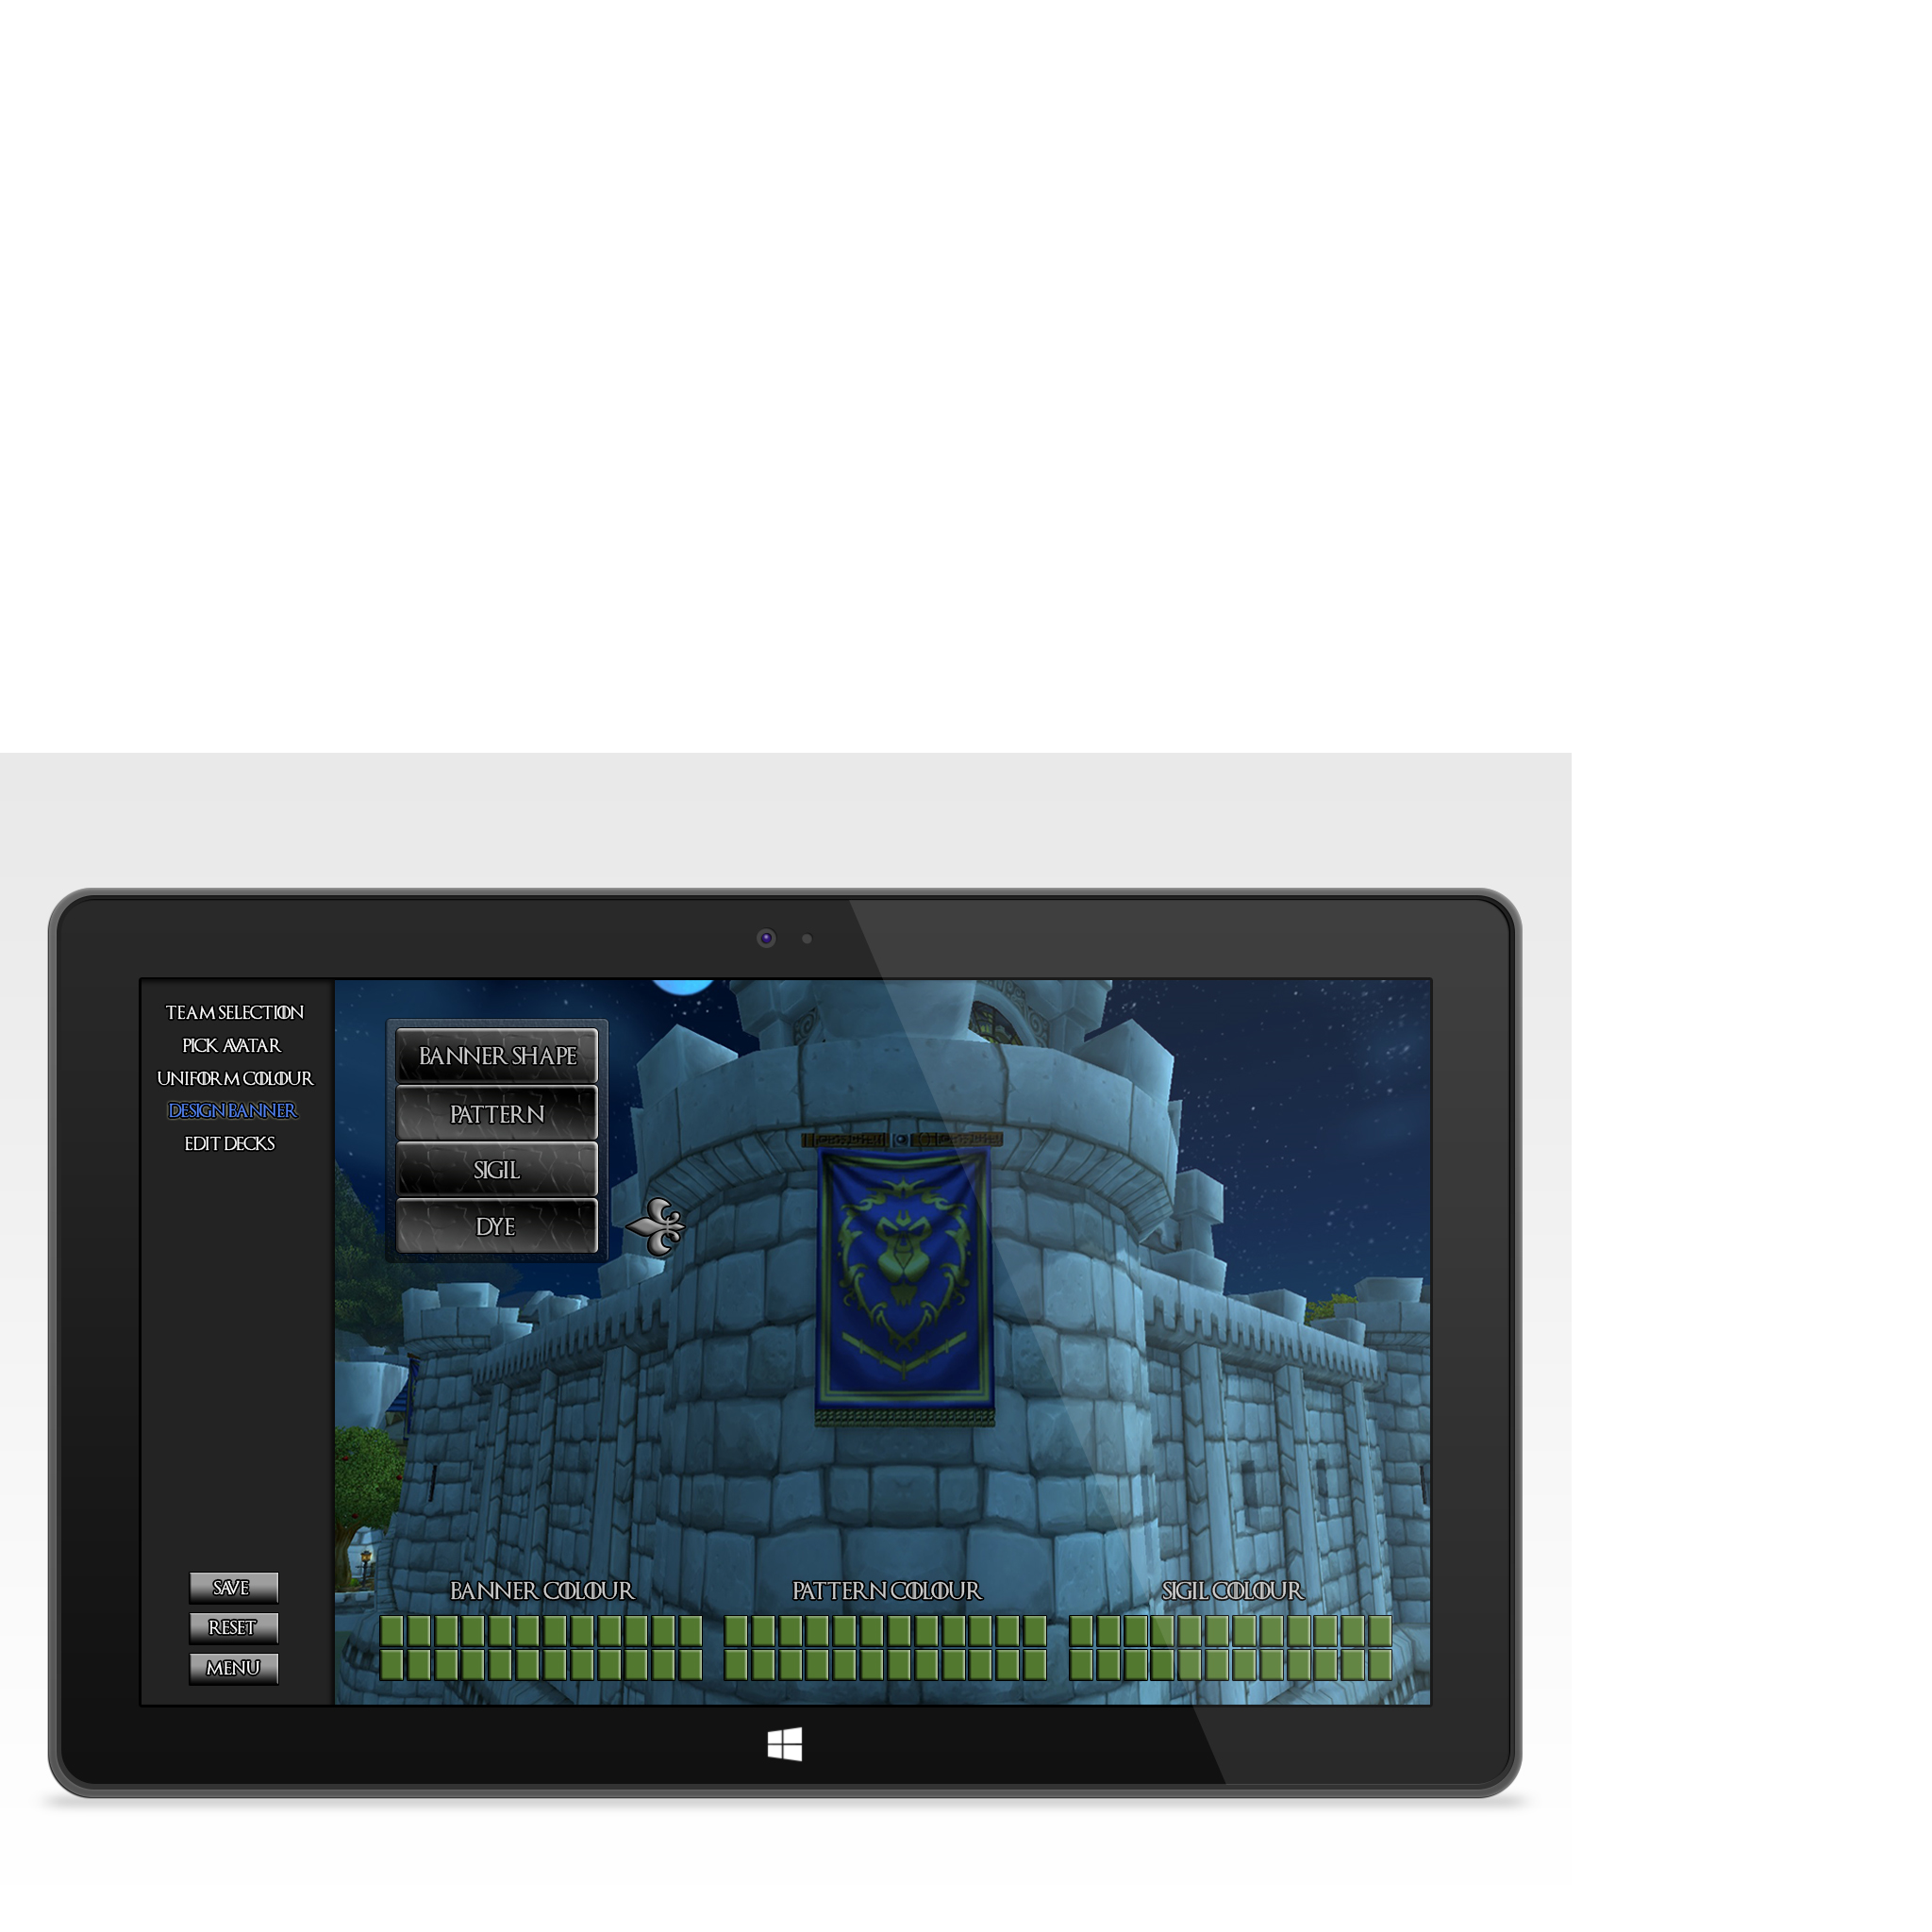 TEAM SELECTION
PICK AVATAR
UNIFORM COLOUR
DESIGN BANNER
EDIT DECKS
BANNER SHAPE
PATTERN
SIGIL
DYE
SAVE
RESET
MENU
BANNER COLOUR
PATTERN COLOUR
SIGIL COLOUR